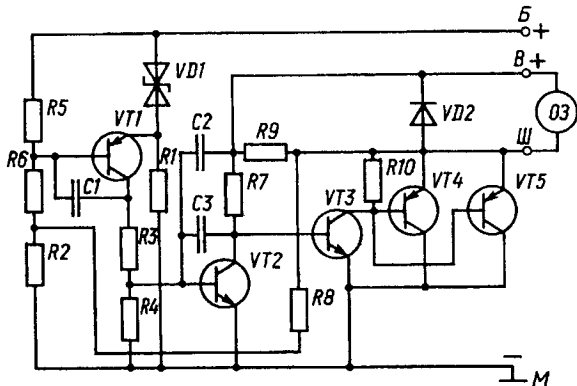 Б +
В +
VD1
R5
VT1
C2
R9
VD2
ОЗ
R6
Ш
R1
R10
VT4
C1
R7
VT5
C3
VT3
R2
R3
VT2
R4
R8
−
М